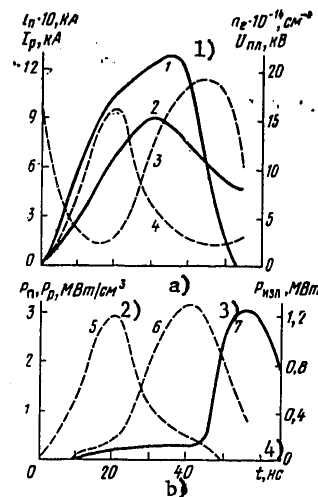 iп·10,кА nе·10⁻¹⁴,см⁻³
Iр,кА 1) Uпл,кВ
12 9 6 3 0
20 15 10 5 0
1 2 3 4
a)
Pп,Pр,МВт/см³ 2) 3) Pизл,МВт
3 2 1
1,2 0,8 0,4 0
5 6 7
4)
0 20 40 t,нс
b)